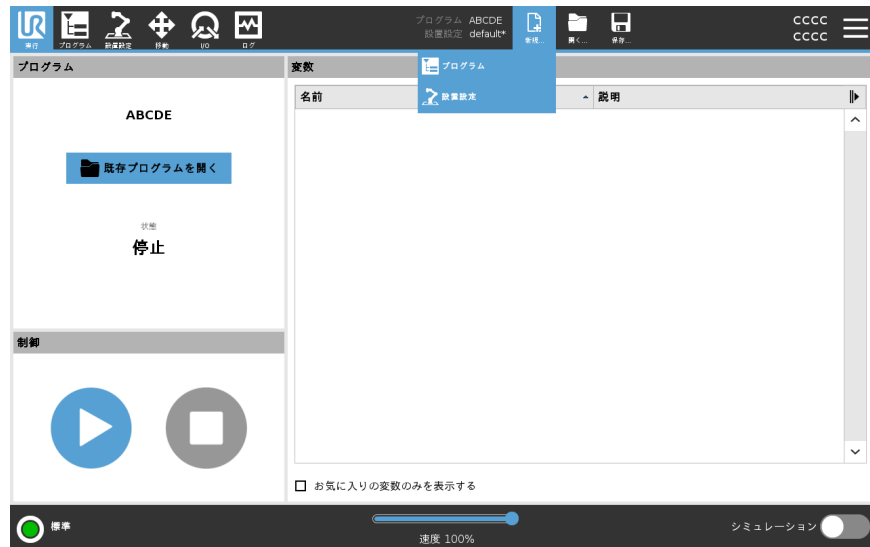 UR
プログラム ABCDE
設置設定 default*
cccc
cccc
実行 プログラム 設置設定 移動 I/O ログ
新規... 開く... 保存...
プログラム
変数
プログラム
設置設定
名前
説明
ABCDE
既存プログラムを開く
状態
停止
制御
お気に入りの変数のみを表示する
標準
速度 100%
シミュレーション